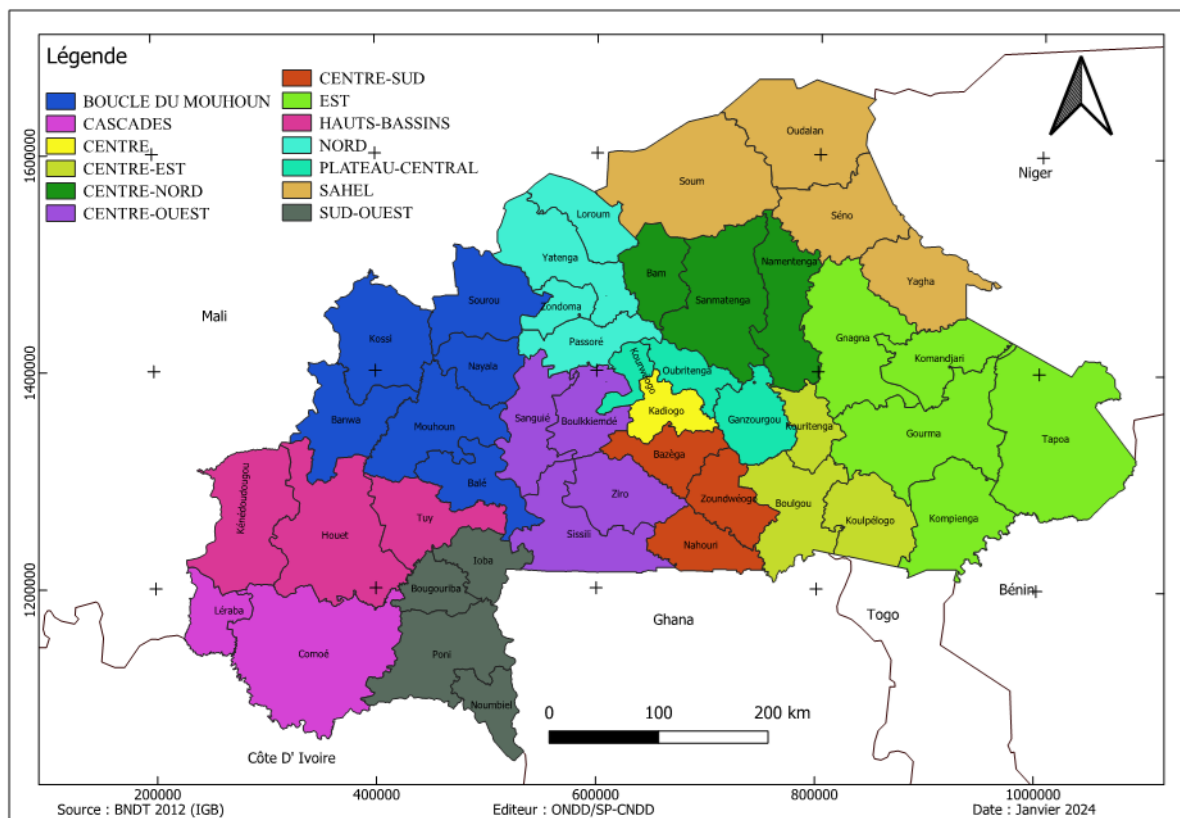 Légende
BOUCLE DU MOUHOUN
CASCADES
CENTRE
CENTRE-EST
CENTRE-NORD
CENTRE-OUEST
CENTRE-SUD
EST
HAUTS-BASSINS
NORD
PLATEAU-CENTRAL
SAHEL
SUD-OUEST
1600000
1400000
1200000
Oudalan
Soum
Niger
Séno
Loroum
Yatenga
Bam
Namentenga
Yagha
Sanmatenga
Sourou
Zondoma
Mali
Kossi
Passoré
Gnagna
Komandjari
Nayala
Kourwéogo
Oubritenga
Banwa
Mouhoun
Sanguié
Boulkkiemdé
Kadiogo
Ganzourgou
Kouritenga
Gourma
Tapoa
Bazèga
Kénédoudougou
Balé
Ziro
Zoundwéogo
Boulgou
Koulpélogo
Kompienga
Houet
Tuy
Sissili
Nahouri
Ioba
Bougouriba
Léraba
Ghana
Togo
Bénin
Comoé
Poni
Noumbiel
0 100 200 km
Côte D' Ivoire
200000 400000 600000 800000 1000000
Source : BNDT 2012 (IGB) Editeur : ONDD/SP-CNDD Date : Janvier 2024